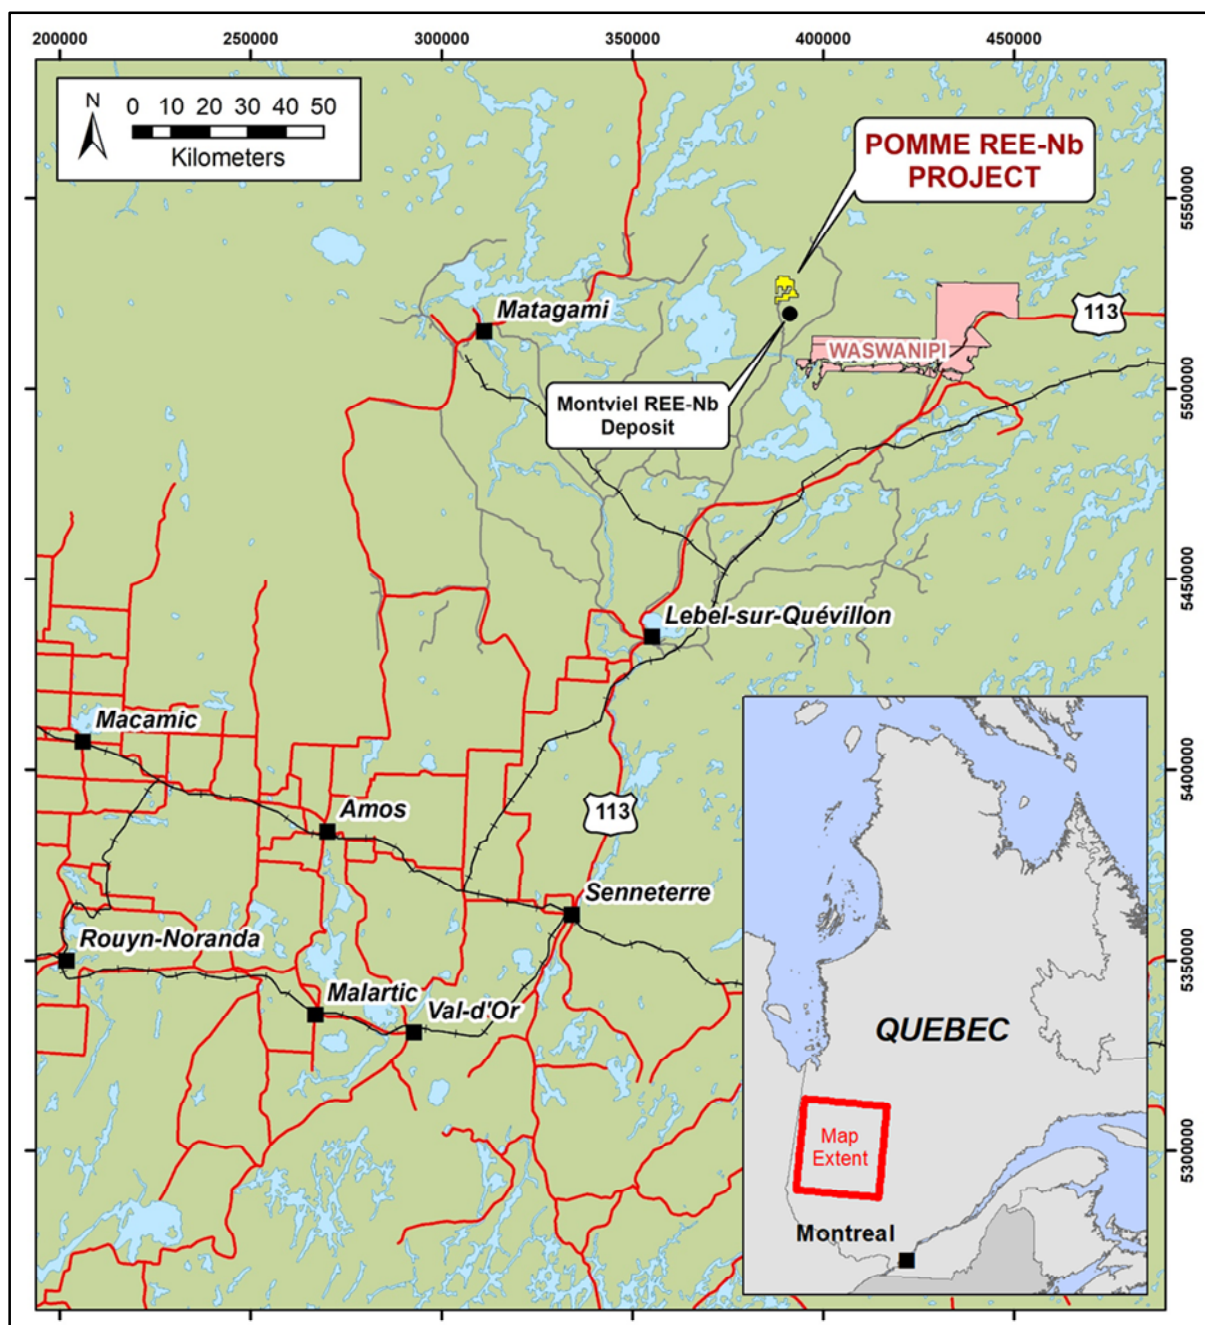 200000 250000 300000 350000 400000 450000
N
0 10 20 30 40 50
Kilometers
POMME REE-Nb
PROJECT
5550000
Matagami
113
WASWANIPI
5500000
Montviel REE-Nb
Deposit
5450000
Lebel-sur-Quévillon
Macamic
5400000
Amos
113
Senneterre
Rouyn-Noranda
5350000
Malartic
Val-d'Or
QUEBEC
Map
Extent
5300000
Montreal